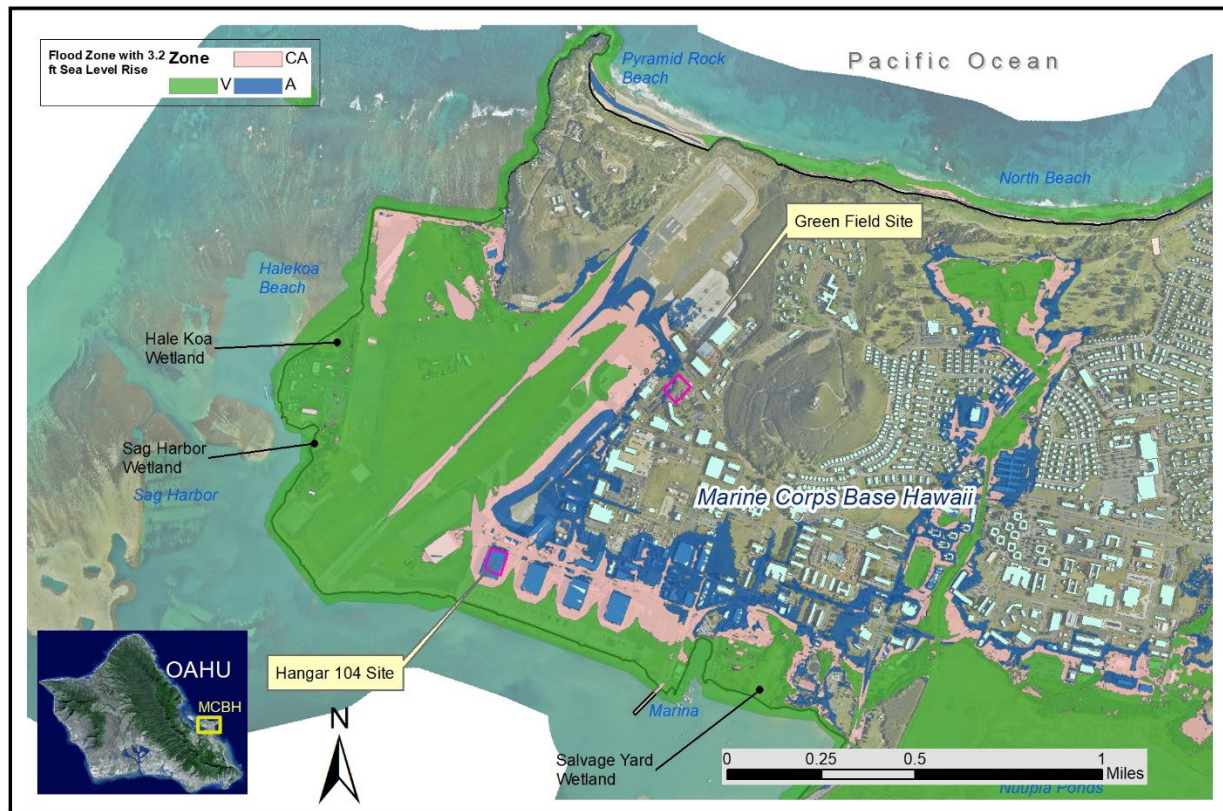 Flood Zone with 3.2
ft Sea Level Rise
Zone
CA
V
A
Pyramid Rock
Beach
Pacific Ocean
North Beach
Green Field Site
Halekoa
Beach
Hale Koa
Wetland
Sag Harbor
Wetland
Sag Harbor
Marine Corps Base Hawaii
Hangar 104 Site
OAHU
MCBH
N
Marina
Salvage Yard
Wetland
0 0.25 0.5 1
Miles
Nuupia Ponds